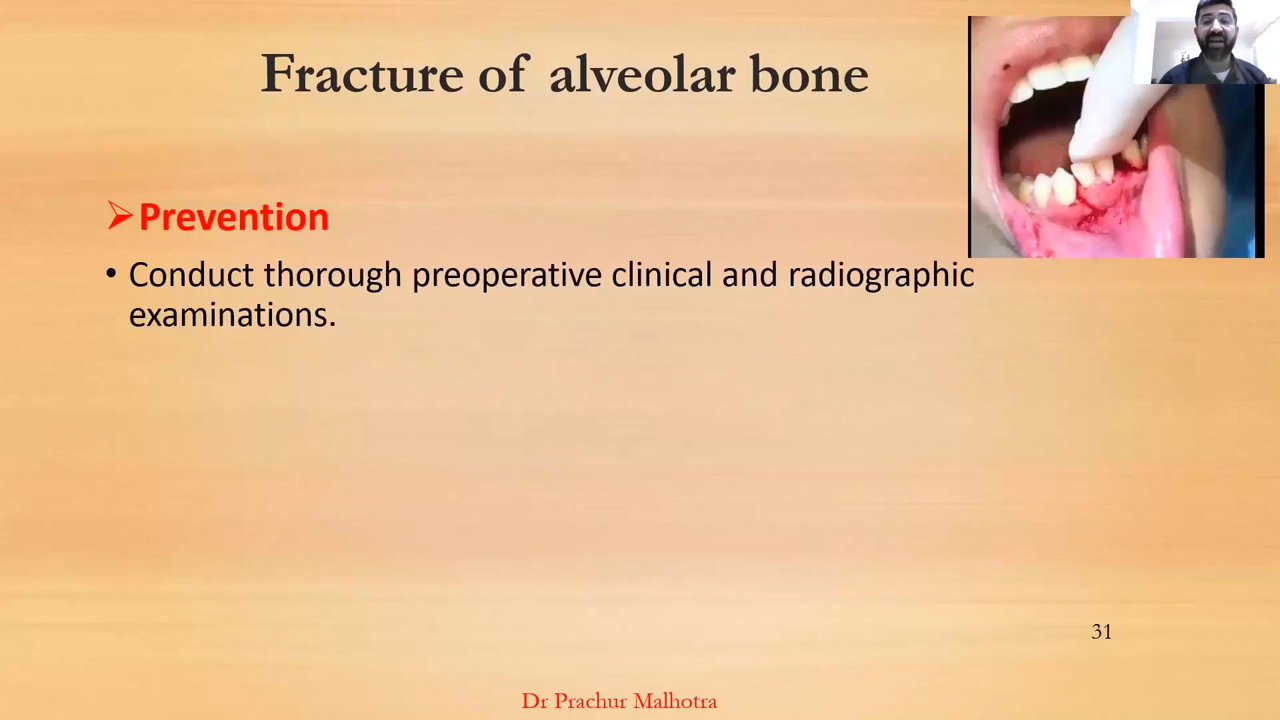 Fracture of alveolar bone
➢Prevention
• Conduct thorough preoperative clinical and radiographic
examinations.
31
Dr Prachur Malhotra